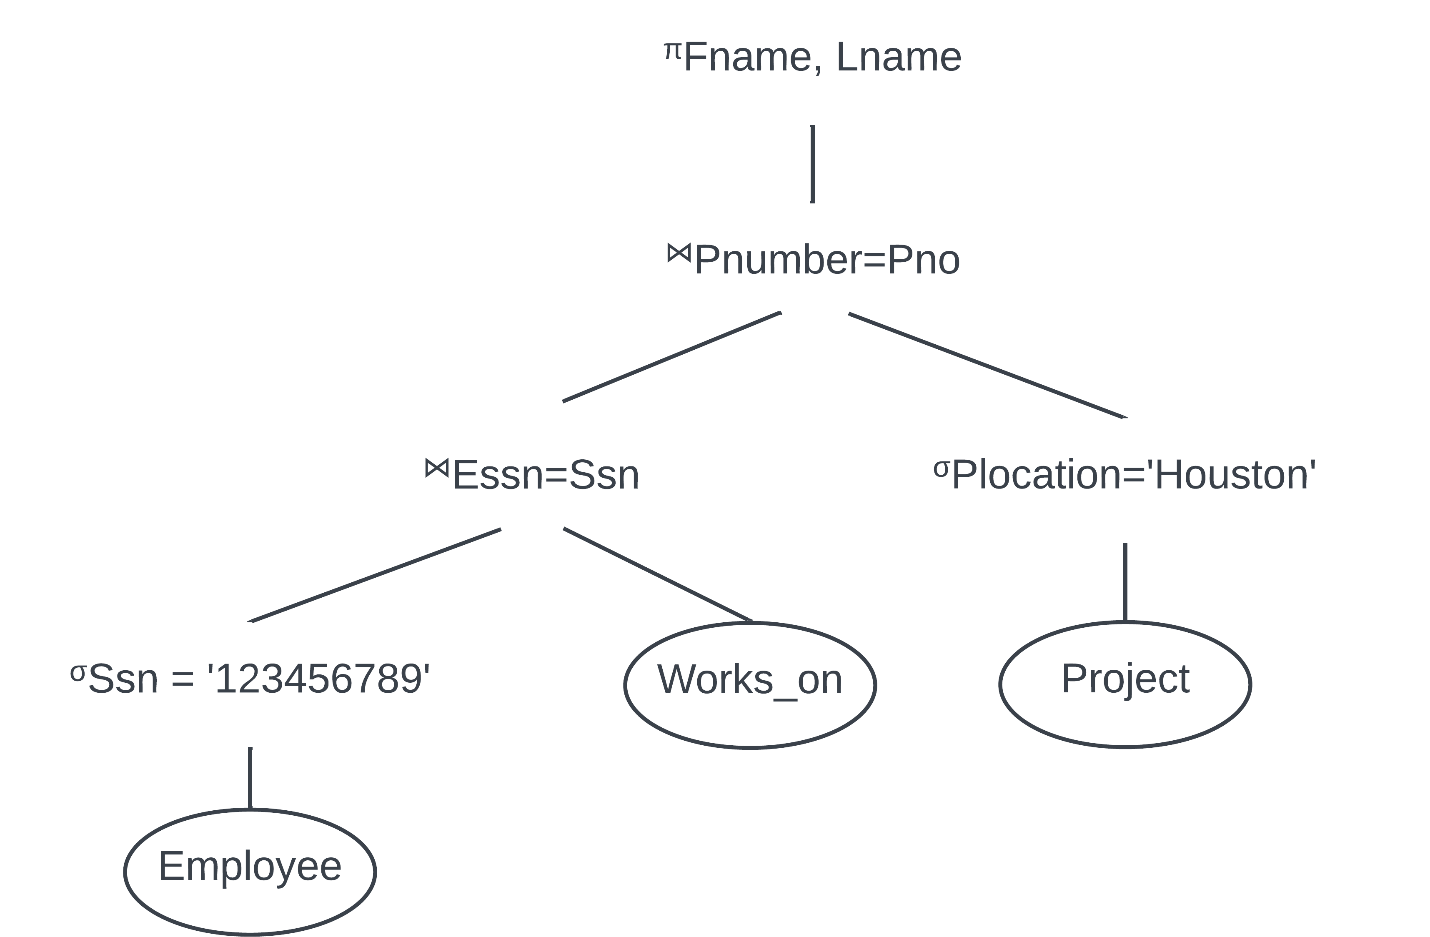 πFname, Lname
⋈Pnumber=Pno
⋈Essn=Ssn
σPlocation='Houston'
σSsn = '123456789'
Works_on
Project
Employee